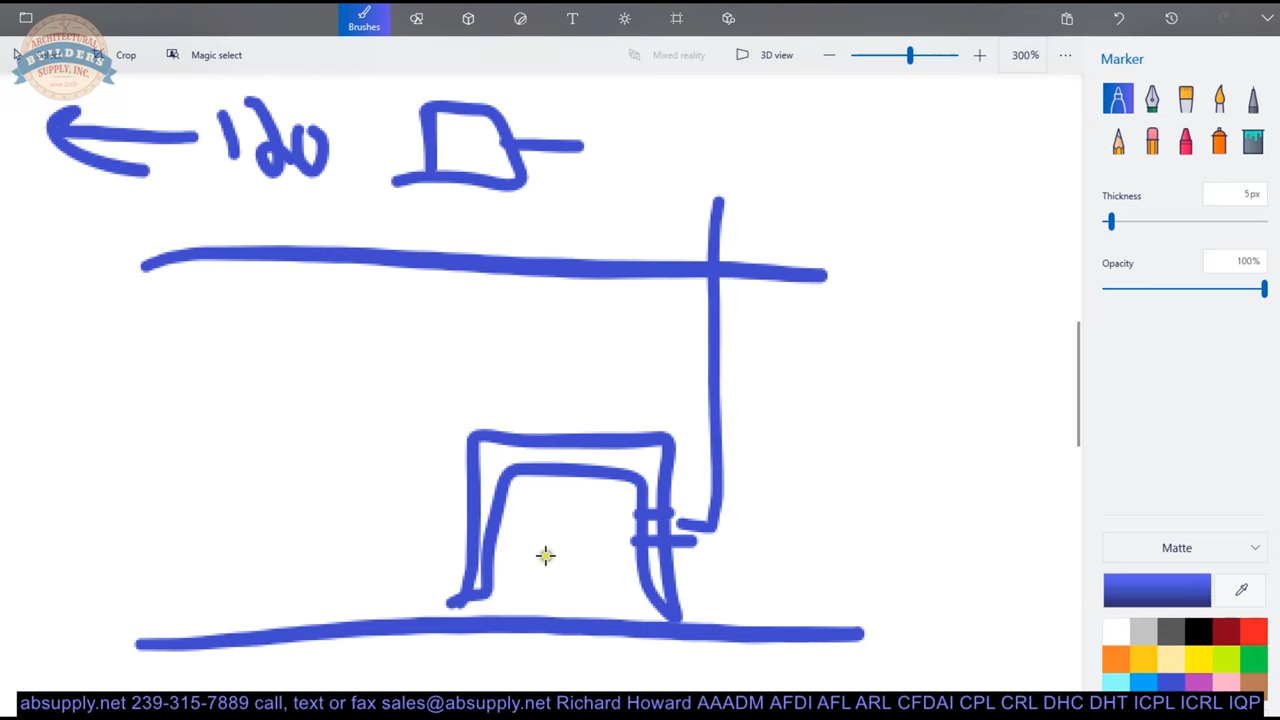 Brushes
Crop
Magic select
Mixed reality
3D view
300%
Marker
ARCHITECTURAL
BUILDERS
SUPPLY, INC.
since 2005
120
Thickness
5px
Opacity
100%
Matte
absupply.net 239-315-7889 call, text or fax sales@absupply.net Richard Howard AAADM AFDI AFL ARL CFDAI CPL CRL DHC DHT ICPL ICRL IQP